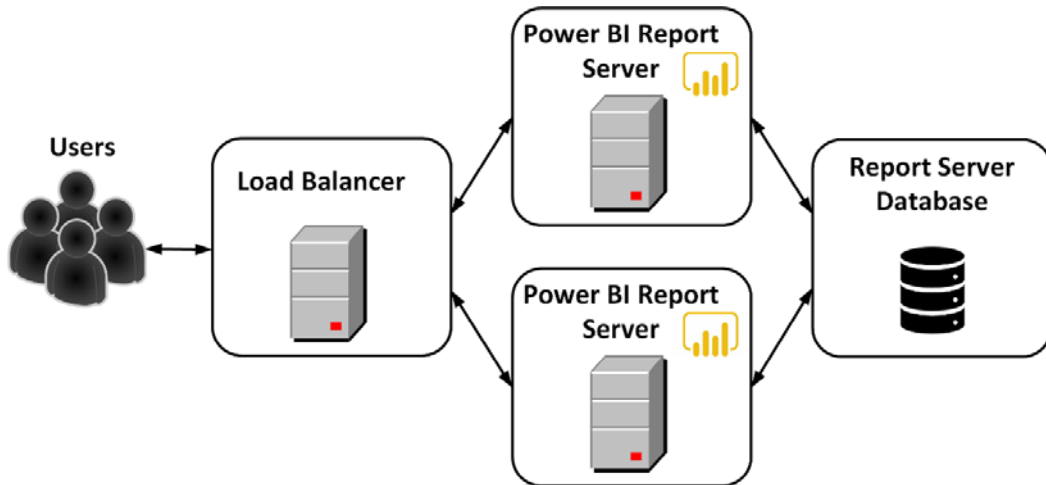 Users
Load Balancer
Power BI Report
Server
Power BI Report
Server
Report Server
Database